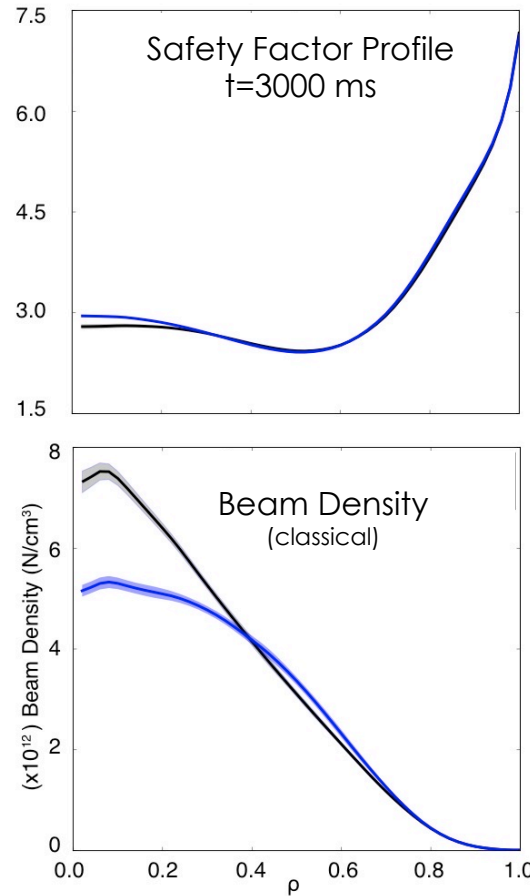 7.5
Safety Factor Profile
t=3000 ms
6.0
4.5
3.0
1.5
8
Beam Density
(classical)
6
4
2
0
(x10¹²) Beam Density (N/cm³)
0.0 0.2 0.4 0.6 0.8 1.0
ρ